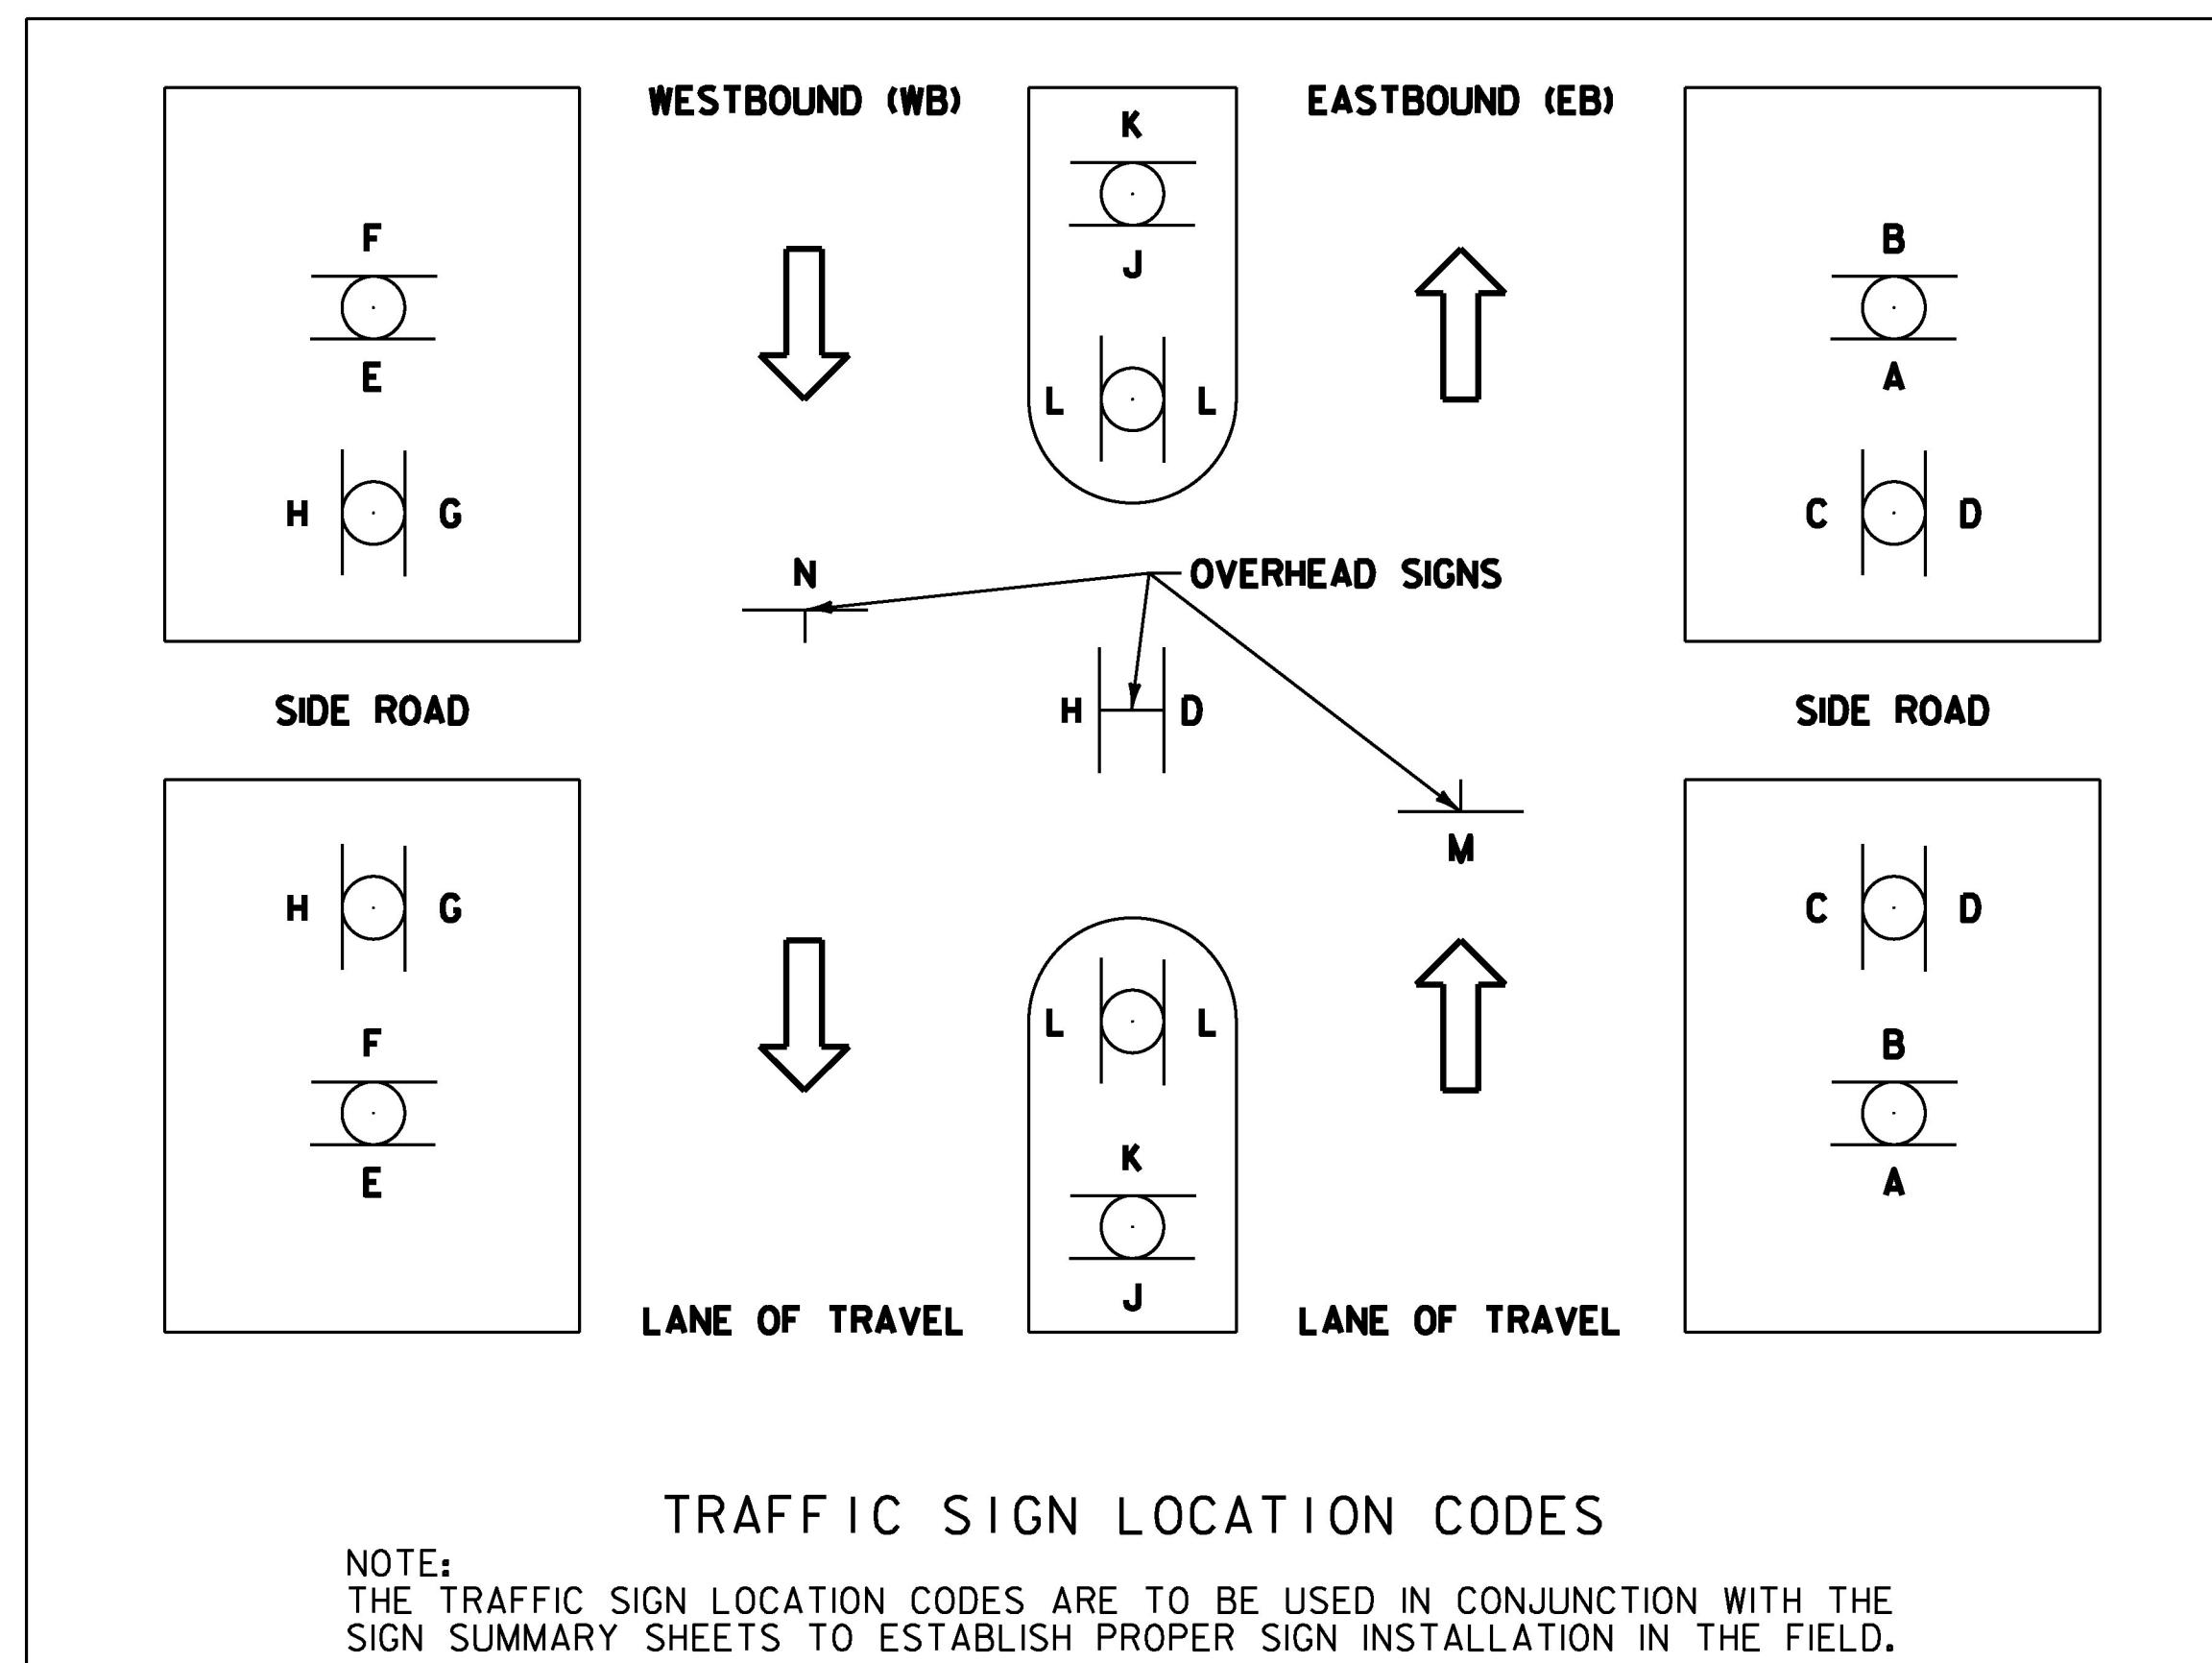 WESTBOUND (WB)
K
EASTBOUND (EB)
F
J
B
E
L
L
A
H
G
C
D
N
OVERHEAD SIGNS
SIDE ROAD
H
D
SIDE ROAD
M
H
G
C
D
L
L
F
B
K
E
A
J
LANE OF TRAVEL
LANE OF TRAVEL
TRAFFIC SIGN LOCATION CODES
NOTE:
THE TRAFFIC SIGN LOCATION CODES ARE TO BE USED IN CONJUNCTION WITH THE
SIGN SUMMARY SHEETS TO ESTABLISH PROPER SIGN INSTALLATION IN THE FIELD.